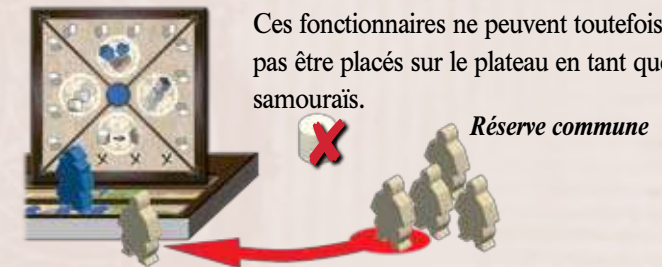 Ces fonctionnaires ne peuvent toutefois
pas être placés sur le plateau en tant que
samouraïs.
Réserve commune